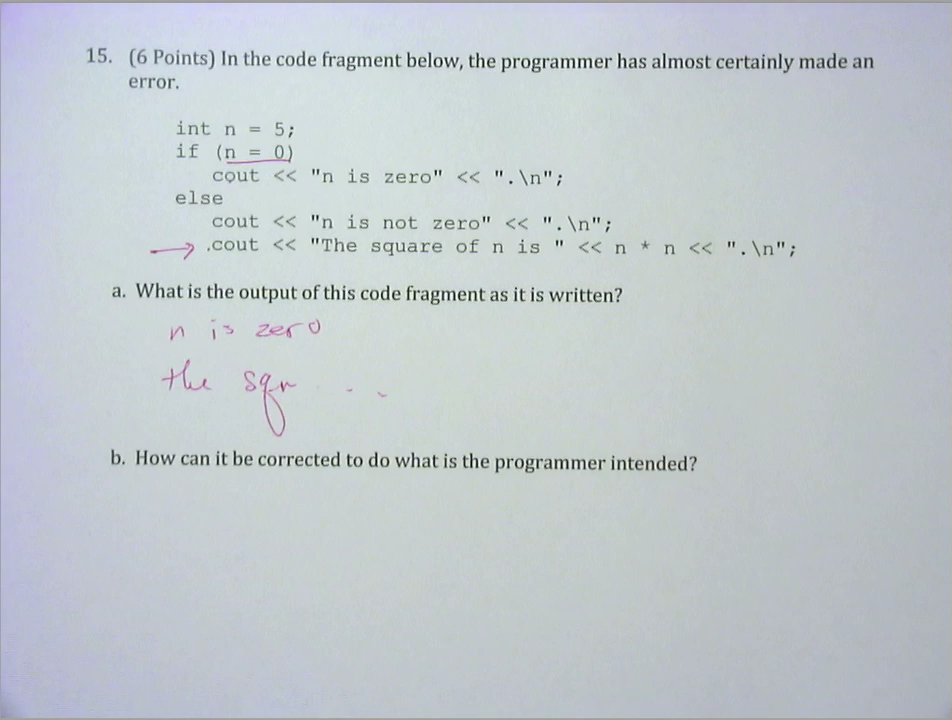 15. (6 Points) In the code fragment below, the programmer has almost certainly made an
error.
int n = 5;
if (n = 0)
cout << "n is zero" << ".\n";
else
cout << "n is not zero" << ".\n";
cout << "The square of n is " << n * n << ".\n";
a. What is the output of this code fragment as it is written?
n is zero
the sqr . .
b. How can it be corrected to do what is the programmer intended?